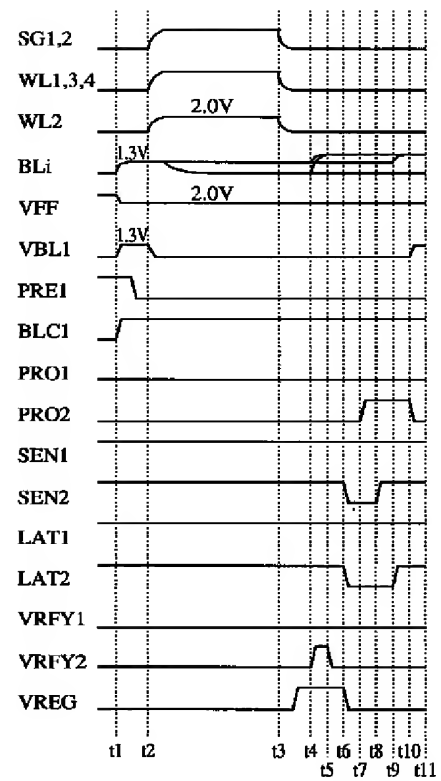 SG1,2
WL1,3,4
WL2
2.0V
BLi
1.3V
VFF
2.0V
VBL1
1.3V
PRE1
BLC1
PRO1
PRO2
SEN1
SEN2
LAT1
LAT2
VRFY1
VRFY2
VREG
t1 t2 t3 t4 t6 t8 t10
t5 t7 t9 t11